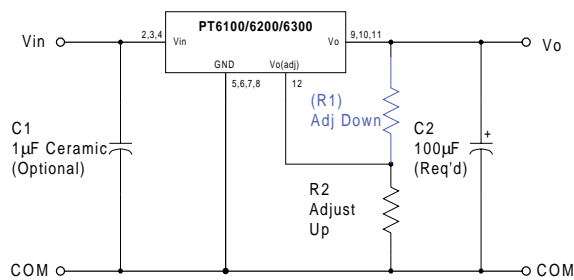 PT6100/6200/6300
Vin
2,3,4
Vin
Vo
9,10,11
Vo
GND
Vo(adj)
5,6,7,8
12
(R1)
Adj Down
C1
1μF Ceramic
(Optional)
C2
+
100μF
(Req'd)
R2
Adjust
Up
COM
COM